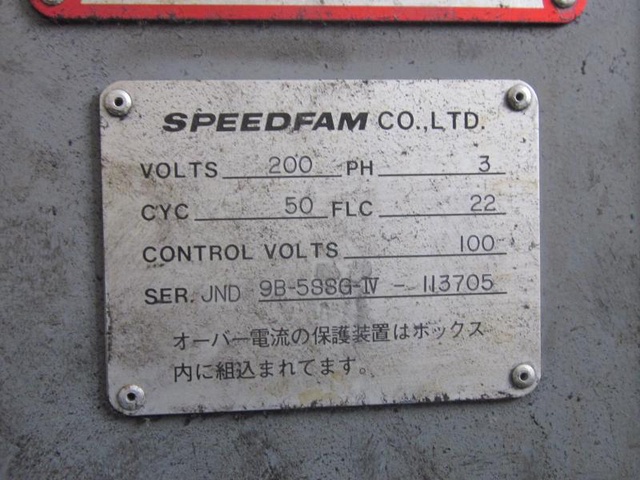 SPEEDFAM CO.,LTD.
VOLTS 200 PH 3
CYC 50 FLC 22
CONTROL VOLTS 100
SER. JND 9B-5SSG-IV - 113705
オーバー電流の保護装置はボックス
内に組込まれてます。